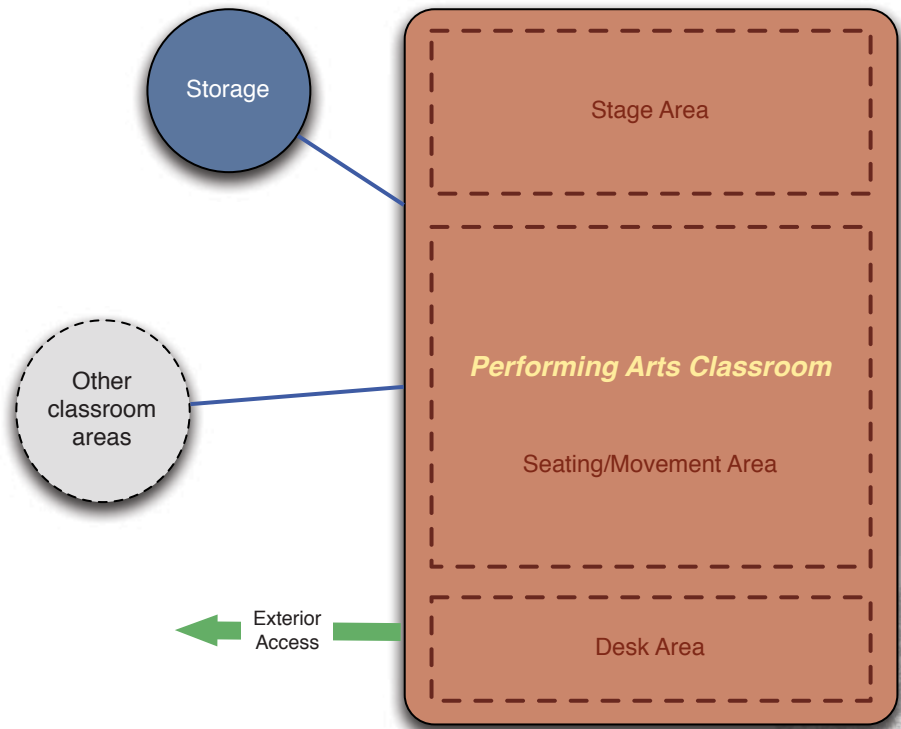 Storage
Stage Area
Performing Arts Classroom
Other
classroom
areas
Seating/Movement Area
Exterior
Access
Desk Area